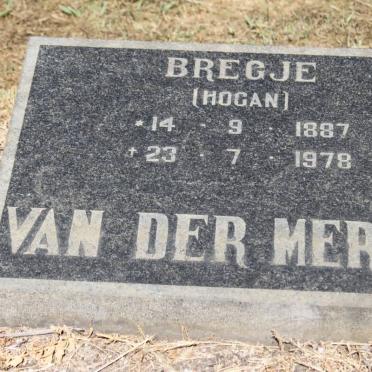 BREGJE
(HOGAN)
* 14 · 9 · 1887
† 23 · 7 · 1978
VAN DER MER